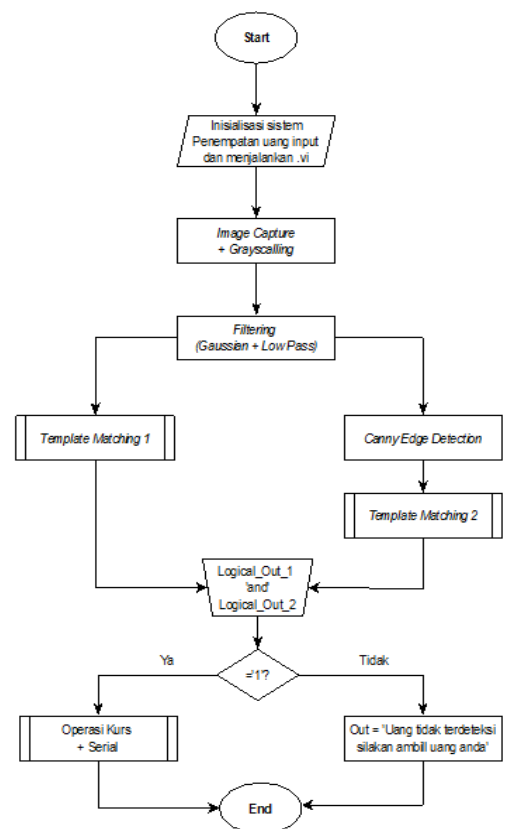 Start
Inisialisasi sistem
Penempatan uang input
dan menjalankan .vi
Image Capture
+ Grayscalling
Filtering
(Gaussian + Low Pass)
Template Matching 1
Canny Edge Detection
Template Matching 2
Logical_Out_1
'and'
Logical_Out_2
='1'?
Ya
Tidak
Operasi Kurs
+ Serial
Out = 'Uang tidak terdeteksi
silakan ambill uang anda'
End